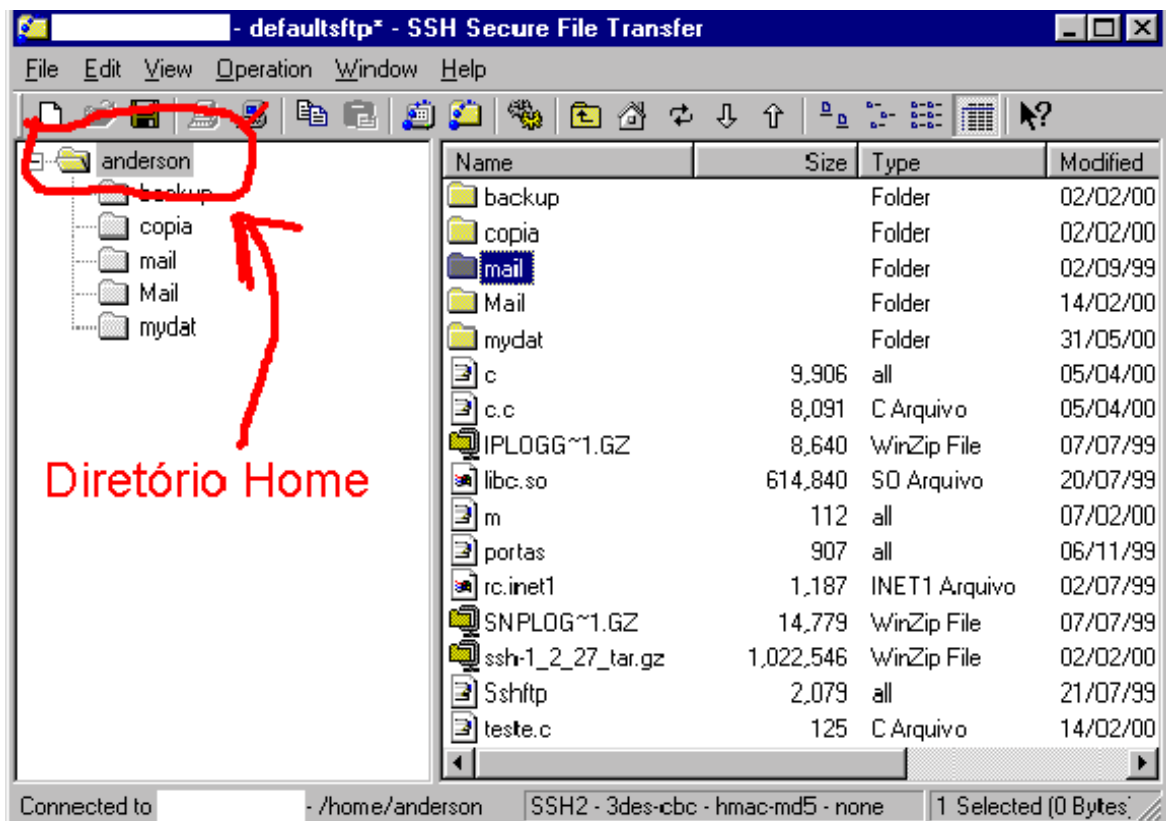 - defaultsftp* - SSH Secure File Transfer
File Edit View Operation Window Help
anderson
backup
copia
mail
Mail
mydat
Diretório Home
Name Size Type Modified
backup Folder 02/02/00
copia Folder 02/02/00
mail Folder 02/09/99
Mail Folder 14/02/00
mydat Folder 31/05/00
c 9,906 all 05/04/00
c.c 8,091 C Arquivo 05/04/00
IPLOGG~1.GZ 8,640 WinZip File 07/07/99
libc.so 614,840 SO Arquivo 20/07/99
m 112 all 07/02/00
portas 907 all 06/11/99
rc.inet1 1,187 INET1 Arquivo 02/07/99
SNPLOG~1.GZ 14,779 WinZip File 07/07/99
ssh-1_2_27_tar.gz 1,022,546 WinZip File 02/02/00
Sshftp 2,079 all 21/07/99
teste.c 125 C Arquivo 14/02/00
Connected to - /home/anderson SSH2 - 3des-cbc - hmac-md5 - none 1 Selected (0 Bytes)